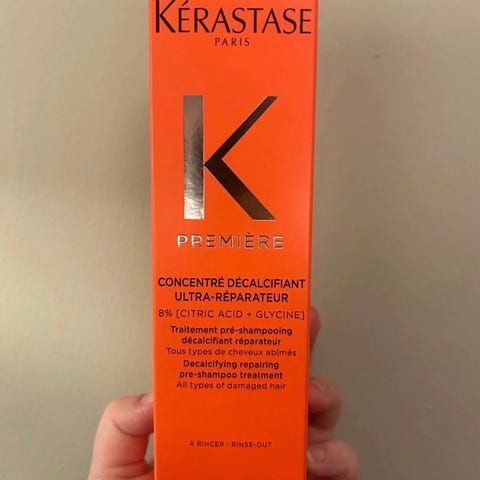 KÉRASTASE
PARIS
K
PREMIÈRE
CONCENTRÉ DÉCALCIFIANT
ULTRA-RÉPARATEUR
8% [CITRIC ACID + GLYCINE]
Traitement pré-shampooing
décalcifiant réparateur
Tous types de cheveux abîmés
Decalcifying repairing
pre-shampoo treatment
All types of damaged hair
À RINCER - RINSE-OUT